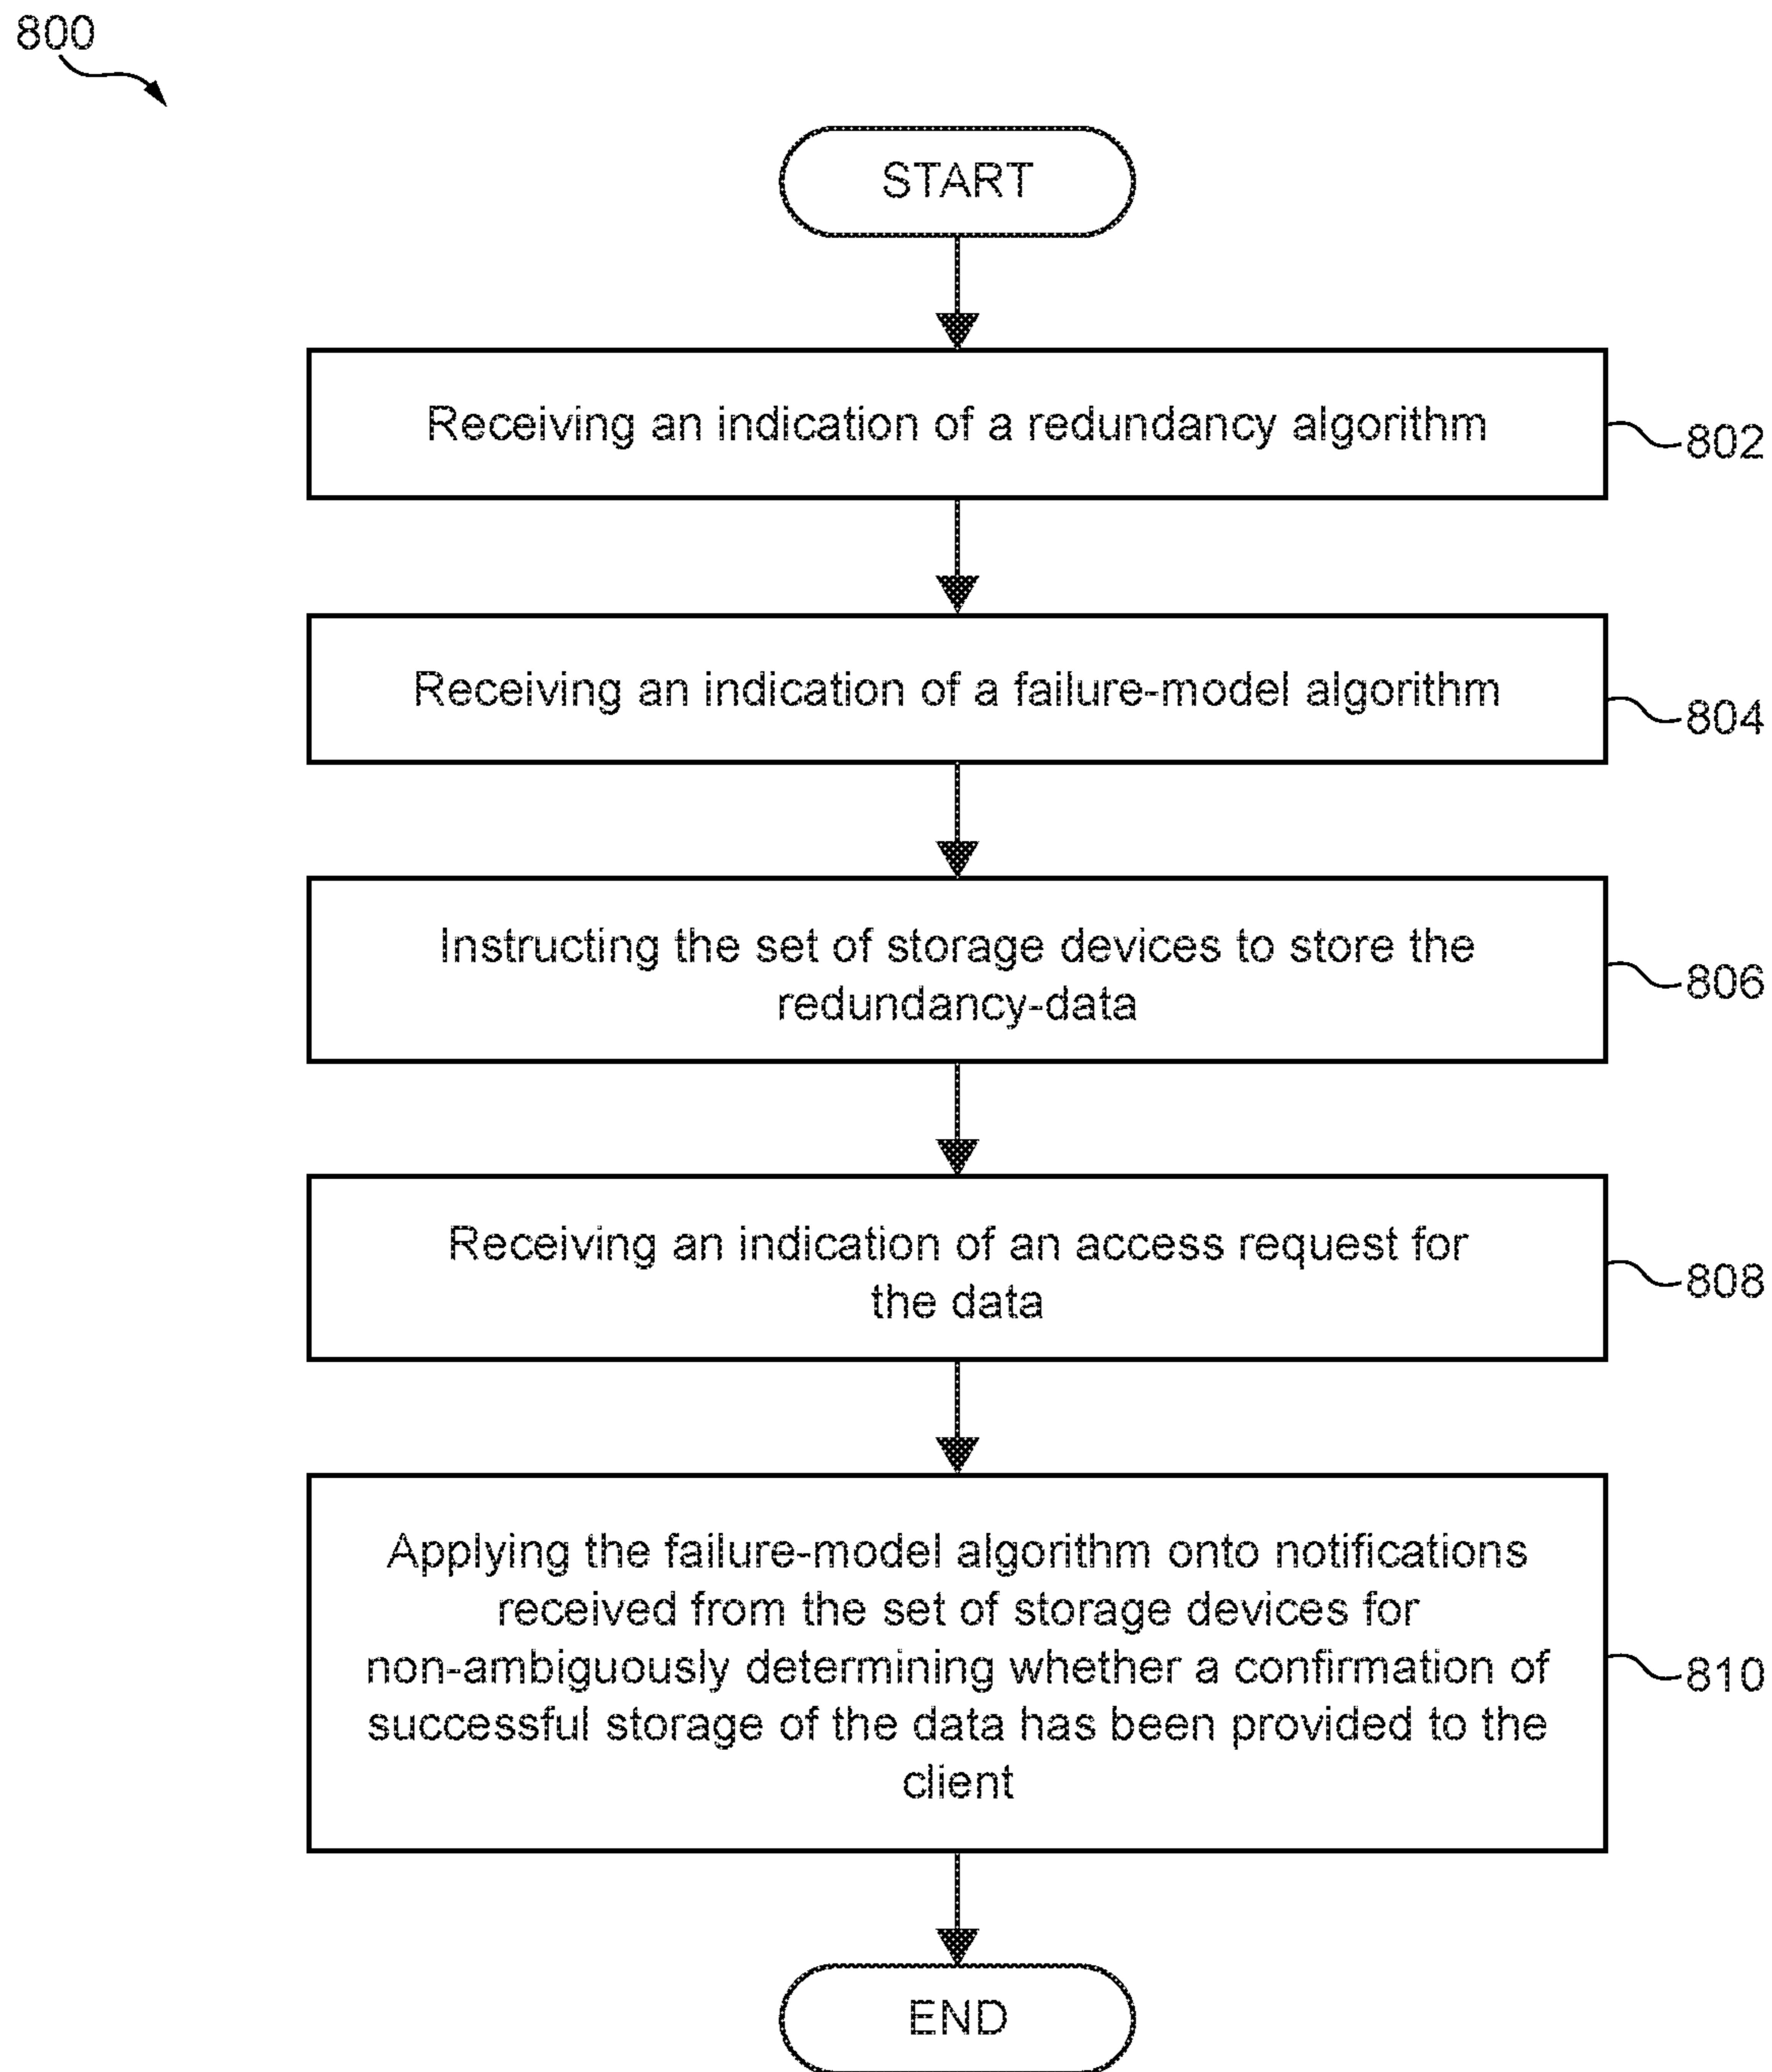 800
START
Receiving an indication of a redundancy algorithm
802
Receiving an indication of a failure-model algorithm
804
Instructing the set of storage devices to store the
redundancy-data
806
Receiving an indication of an access request for
the data
808
Applying the failure-model algorithm onto notifications
received from the set of storage devices for
non-ambiguously determining whether a confirmation of
successful storage of the data has been provided to the
client
810
END